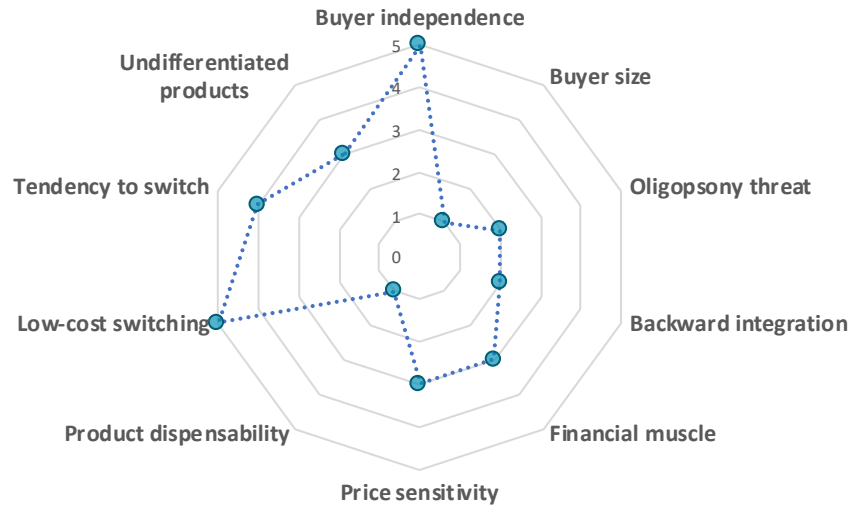 Buyer independence
5
Undifferentiated
products
Buyer size
4
3
Tendency to switch
Oligopsony threat
2
1
0
Low-cost switching
Backward integration
Product dispensability
Financial muscle
Price sensitivity